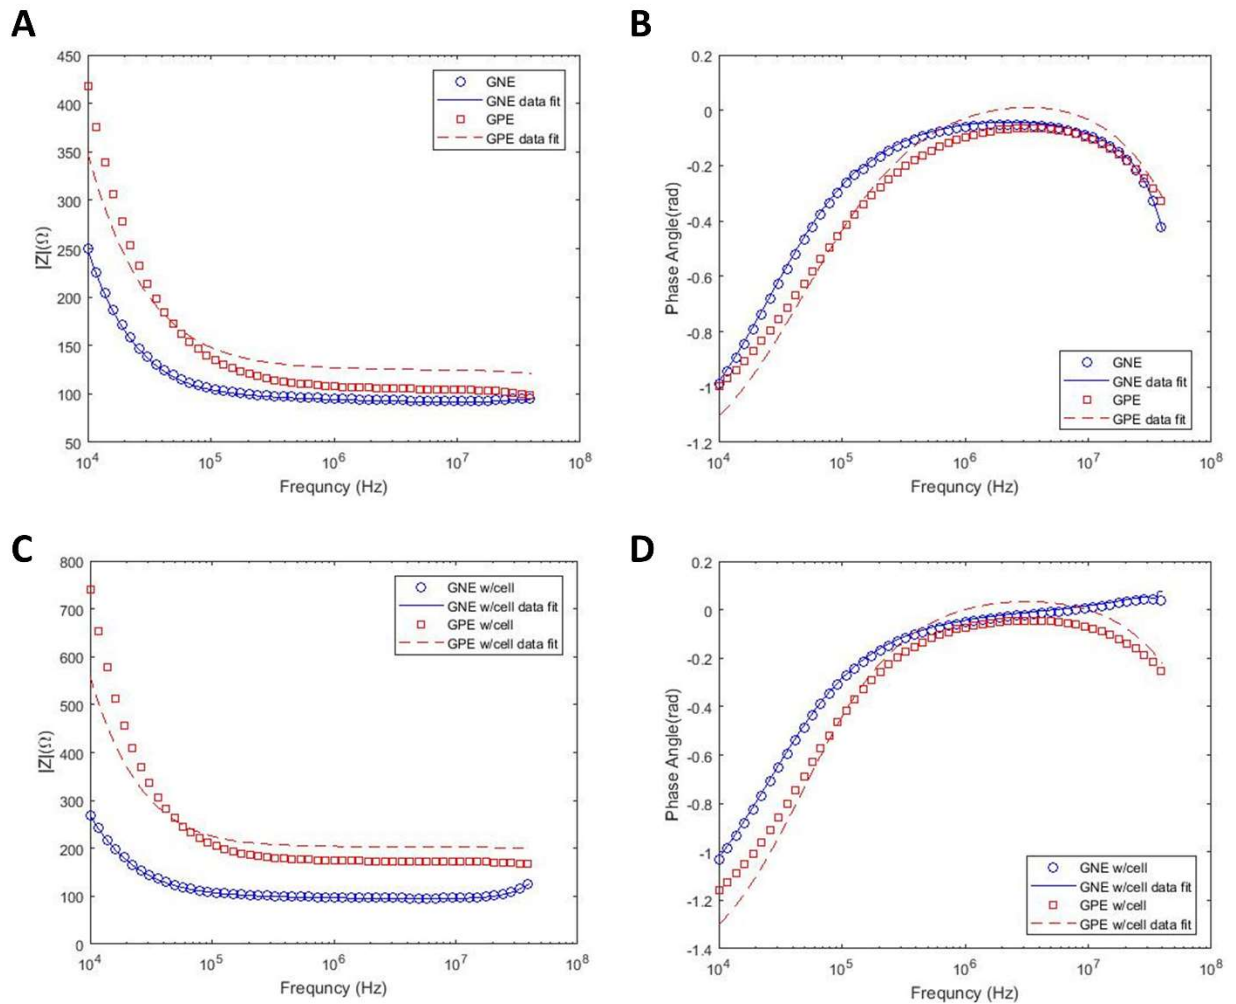 A
450
400
350
300
250
200
150
100
50
|Z|(Ω)
GNE
GNE data fit
GPE
GPE data fit
10^4
10^5
10^6
10^7
10^8
Frequncy (Hz)
B
0.2
0
-0.2
-0.4
-0.6
-0.8
-1
-1.2
Phase Angle(rad)
GNE
GNE data fit
GPE
GPE data fit
10^4
10^5
10^6
10^7
10^8
Frequncy (Hz)
C
800
700
600
500
400
300
200
100
0
|Z|(Ω)
GNE w/cell
GNE w/cell data fit
GPE w/cell
GPE w/cell data fit
10^4
10^5
10^6
10^7
10^8
Frequncy (Hz)
D
0.2
0
-0.2
-0.4
-0.6
-0.8
-1
-1.2
-1.4
Phase Angle(rad)
GNE w/cell
GNE w/cell data fit
GPE w/cell
GPE w/cell data fit
10^4
10^5
10^6
10^7
10^8
Frequncy (Hz)